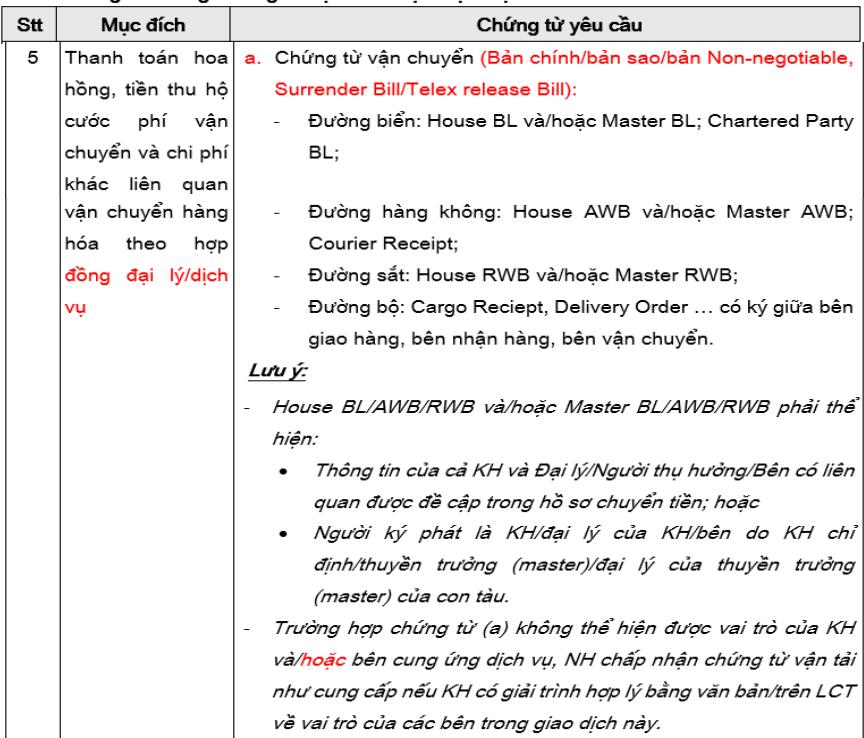 Stt Mục đích Chứng từ yêu cầu
5 Thanh toán hoa
hồng, tiền thu hộ
cước phí vận
chuyển và chi phí
khác liên quan
vận chuyển hàng
hóa theo hợp
đồng đại lý/dịch
vụ
a. Chứng từ vận chuyển (Bản chính/bản sao/bản Non-negotiable,
Surrender Bill/Telex release Bill):
- Đường biển: House BL và/hoặc Master BL; Chartered Party
BL;
- Đường hàng không: House AWB và/hoặc Master AWB;
Courier Receipt;
- Đường sắt: House RWB và/hoặc Master RWB;
- Đường bộ: Cargo Reciept, Delivery Order … có ký giữa bên
giao hàng, bên nhận hàng, bên vận chuyển.
Lưu ý:
- House BL/AWB/RWB và/hoặc Master BL/AWB/RWB phải thể
hiện:
• Thông tin của cả KH và Đại lý/Người thụ hưởng/Bên có liên
quan được đề cập trong hồ sơ chuyển tiền; hoặc
• Người ký phát là KH/đại lý của KH/bên do KH chỉ
định/thuyền trưởng (master)/đại lý của thuyền trưởng
(master) của con tàu.
- Trường hợp chứng từ (a) không thể hiện được vai trò của KH
và/hoặc bên cung ứng dịch vụ, NH chấp nhận chứng từ vận tải
như cung cấp nếu KH có giải trình hợp lý bằng văn bản/trên LCT
về vai trò của các bên trong giao dịch này.